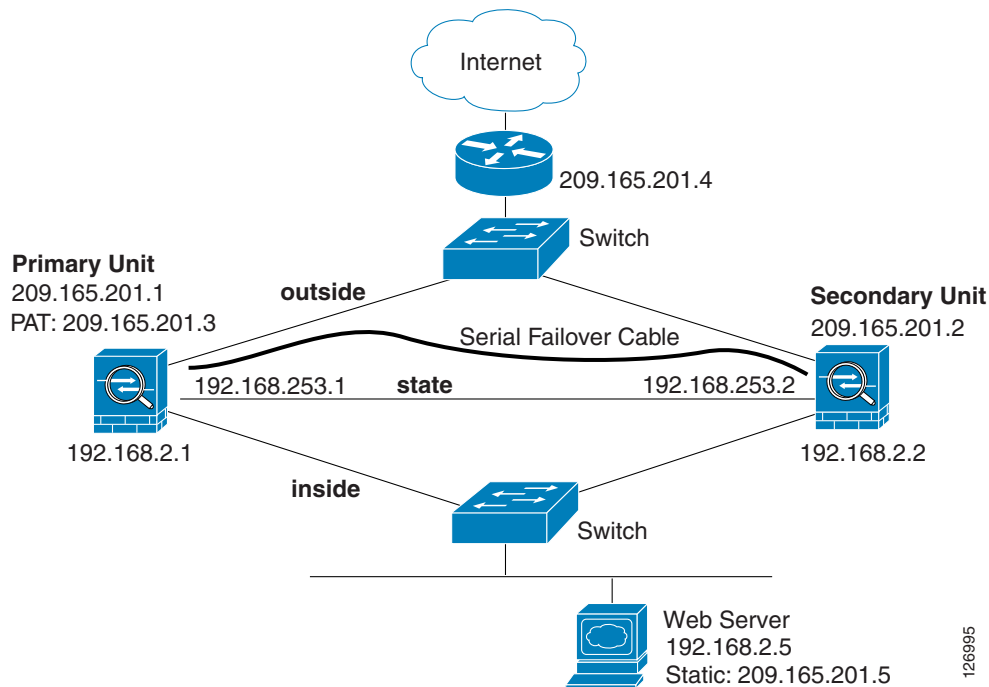 Internet
209.165.201.4
Switch
Primary Unit
209.165.201.1
PAT: 209.165.201.3
outside
Secondary Unit
209.165.201.2
Serial Failover Cable
192.168.253.1
state
192.168.253.2
192.168.2.1
192.168.2.2
inside
Switch
Web Server
192.168.2.5
Static: 209.165.201.5
126995